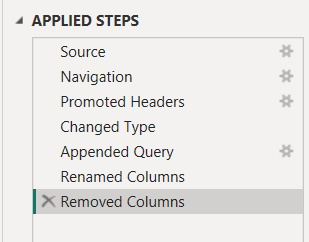 APPLIED STEPS
Source
Navigation
Promoted Headers
Changed Type
Appended Query
Renamed Columns
Removed Columns